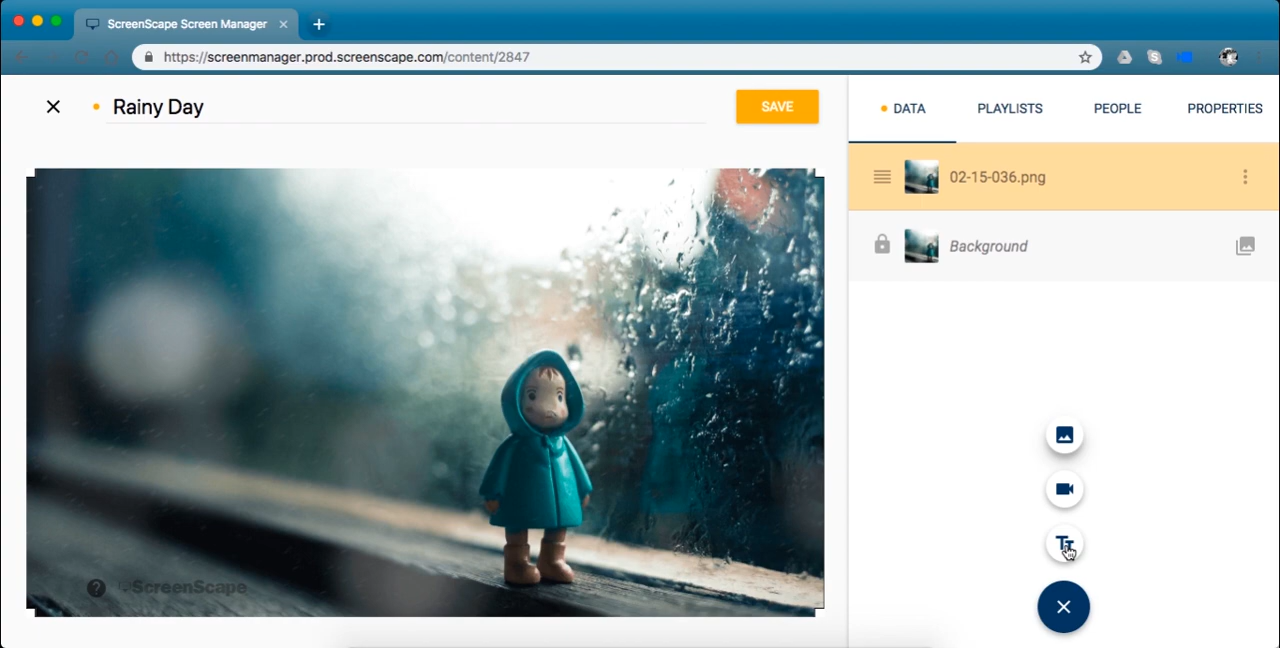 ScreenScape Screen Manager
https://screenmanager.prod.screenscape.com/content/2847
Rainy Day
SAVE
DATA
PLAYLISTS
PEOPLE
PROPERTIES
02-15-036.png
Background
Tt
? ScreenScape